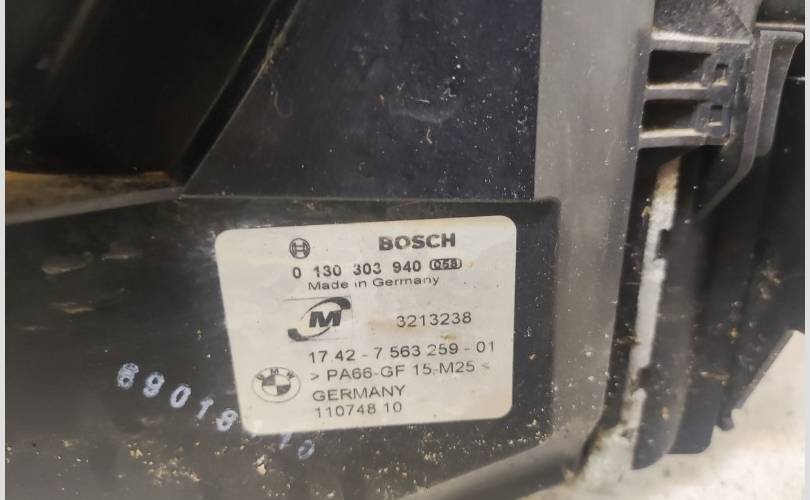 BOSCH
0 130 303 940 058
Made in Germany
M 3213238
17.42 - 7 563 259 - 01
BMW > PA66-GF 15-M25 <
GERMANY
110748 10